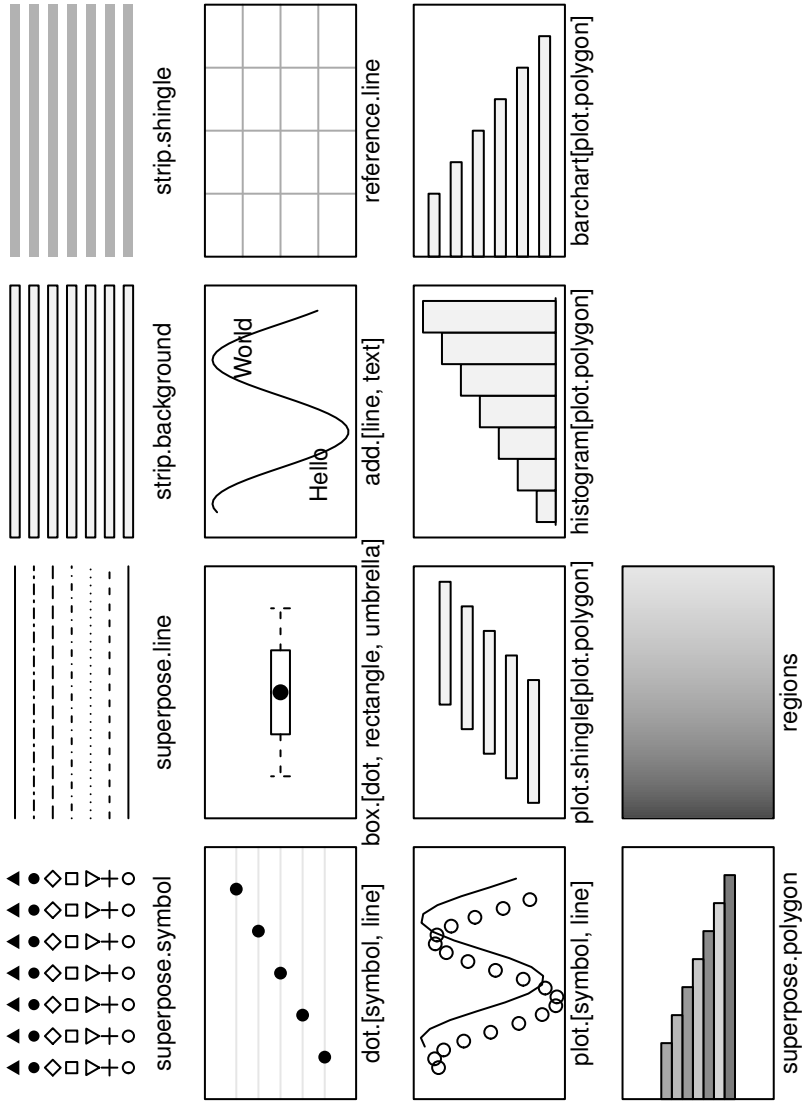 superpose.symbol
superpose.line
strip.background
strip.shingle
dot.[symbol, line]
box.[dot, rectangle, umbrella]
Hello
World
add.[line, text]
reference.line
plot.[symbol, line]
plot.shingle[plot.polygon]
histogram[plot.polygon]
barchart[plot.polygon]
superpose.polygon
regions